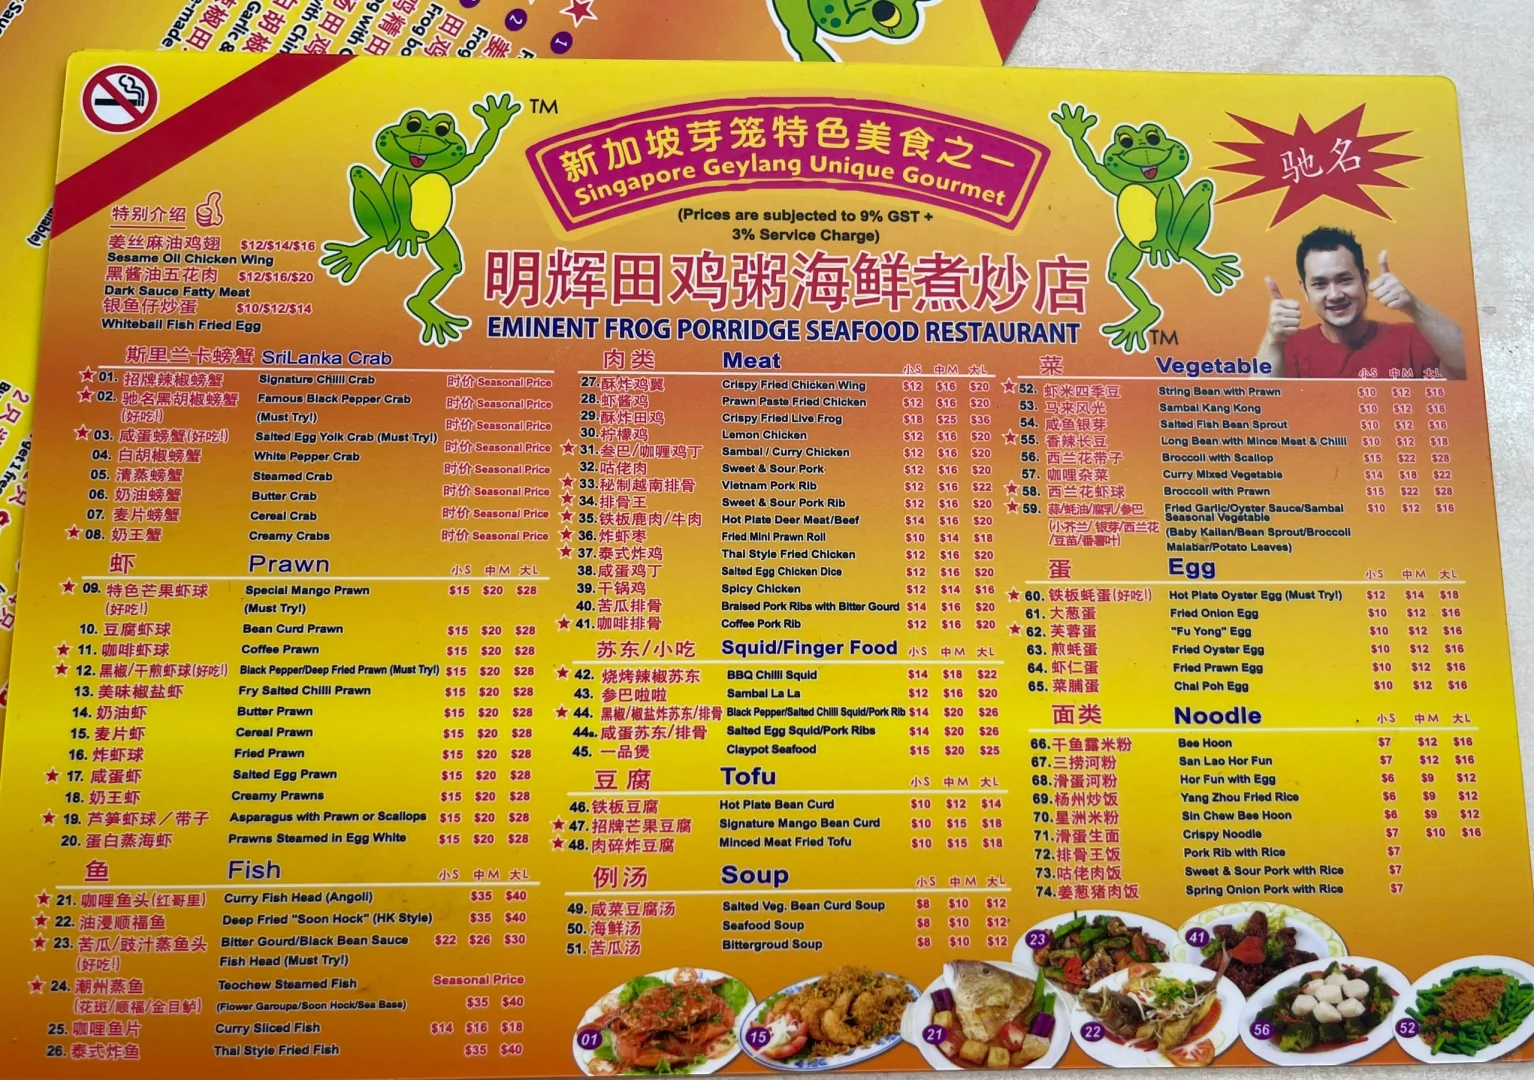 TM
新加坡芽笼特色美食之一
Singapore Geylang Unique Gourmet
驰名
(Prices are subjected to 9% GST +
3% Service Charge)
明辉田鸡粥海鲜煮炒店
EMINENT FROG PORRIDGE SEAFOOD RESTAURANT
TM
特别介绍
姜丝麻油鸡翅 $12/$14/$16
Sesame Oil Chicken Wing
黑酱油五花肉 $12/$16/$20
Dark Sauce Fatty Meat
银鱼仔炒蛋 $10/$12/$14
Whiteball Fish Fried Egg
斯里兰卡螃蟹 SriLanka Crab
01. 招牌辣椒螃蟹 Signature Chilli Crab 时价 Seasonal Price
02. 驰名黑胡椒螃蟹 Famous Black Pepper Crab 时价 Seasonal Price
(好吃!) (Must Try!)
时价 Seasonal Price
03. 咸蛋螃蟹(好吃!) Salted Egg Yolk Crab (Must Try!) 时价 Seasonal Price
04. 白胡椒螃蟹 White Pepper Crab
05. 清蒸螃蟹 Steamed Crab 时价 Seasonal Price
06. 奶油螃蟹 Butter Crab 时价 Seasonal Price
07. 麦片螃蟹 Cereal Crab 时价 Seasonal Price
08. 奶王蟹 Creamy Crabs 时价 Seasonal Price
虾 Prawn 小S 中M 大L
09. 特色芒果虾球 Special Mango Prawn $15 $20 $28
(好吃!) (Must Try!)
10. 豆腐虾球 Bean Curd Prawn $15 $20 $28
11. 咖啡虾球 Coffee Prawn $15 $20 $28
12. 黑椒/干煎虾球(好吃!) Black Pepper/Deep Fried Prawn (Must Try!) $15 $20 $28
13. 美味椒盐虾 Fry Salted Chilli Prawn $15 $20 $28
14. 奶油虾 Butter Prawn $15 $20 $28
15. 麦片虾 Cereal Prawn $15 $20 $28
16. 炸虾球 Fried Prawn $15 $20 $28
17. 咸蛋虾 Salted Egg Prawn $15 $20 $28
18. 奶王虾 Creamy Prawns $15 $20 $28
19. 芦笋虾球/带子 Asparagus with Prawn or Scallops $15 $20 $28
20. 蛋白蒸海虾 Prawns Steamed in Egg White $15 $20 $28
鱼 Fish 小S 中M 大L
21. 咖哩鱼头(红哥里) Curry Fish Head (Angoli) $35 $40
22. 油浸顺福鱼 Deep Fried "Soon Hock" (HK Style) $35 $40
23. 苦瓜/豉汁蒸鱼头 Bitter Gourd/Black Bean Sauce $22 $26 $30
(好吃!) Fish Head (Must Try!)
24. 潮州蒸鱼 Teochew Steamed Fish Seasonal Price
(花斑/顺福/金目鲈) (Flower Garoupa/Soon Hock/Sea Base) $35 $40
25. 咖哩鱼片 Curry Sliced Fish $14 $16 $18
26. 泰式炸鱼 Thai Style Fried Fish $35 $40
肉类 Meat 小S 中M 大L
27. 酥炸鸡翼 Crispy Fried Chicken Wing $12 $16 $20
28. 虾酱鸡 Prawn Paste Fried Chicken $12 $16 $20
29. 酥炸田鸡 Crispy Fried Live Frog $18 $25 $36
30. 柠檬鸡 Lemon Chicken $12 $16 $20
31. 叁巴/咖喱鸡丁 Sambal / Curry Chicken $12 $16 $20
32. 咕佬肉 Sweet & Sour Pork $12 $16 $20
33. 秘制越南排骨 Vietnam Pork Rib $12 $16 $22
34. 排骨王 Sweet & Sour Pork Rib $12 $16 $20
35. 铁板鹿肉/牛肉 Hot Plate Deer Meat/Beef $14 $16 $20
36. 炸虾枣 Fried Mini Prawn Roll $10 $14 $18
37. 泰式炸鸡 Thai Style Fried Chicken $12 $16 $20
38. 咸蛋鸡丁 Salted Egg Chicken Dice $12 $16 $20
39. 干锅鸡 Spicy Chicken $12 $14 $16
40. 苦瓜排骨 Braised Pork Ribs with Bitter Gourd $14 $16 $20
41. 咖啡排骨 Coffee Pork Rib $12 $16 $20
苏东/小吃 Squid/Finger Food 小S 中M 大L
42. 烧烤辣椒苏东 BBQ Chilli Squid $14 $18 $22
43. 参巴啦啦 Sambal La La $12 $16 $20
44. 黑椒/椒盐炸苏东/排骨 Black Pepper/Salted Chilli Squid/Pork Rib $14 $20 $26
44a. 咸蛋苏东/排骨 Salted Egg Squid/Pork Ribs $14 $20 $26
45. 一品煲 Claypot Seafood $15 $20 $25
豆腐 Tofu 小S 中M 大L
46. 铁板豆腐 Hot Plate Bean Curd $10 $12 $14
47. 招牌芒果豆腐 Signature Mango Bean Curd $10 $15 $18
48. 肉碎炸豆腐 Minced Meat Fried Tofu $10 $15 $18
例汤 Soup 小S 中M 大L
49. 咸菜豆腐汤 Salted Veg. Bean Curd Soup $8 $10 $12
50. 海鲜汤 Seafood Soup $8 $10 $12
51. 苦瓜汤 Bittergroud Soup $8 $10 $12
菜 Vegetable 小S 中M 大L
52. 虾米四季豆 String Bean with Prawn $10 $12 $16
53. 马来风光 Sambal Kang Kong $10 $12 $16
54. 咸鱼银芽 Salted Fish Bean Sprout $10 $12 $16
55. 香辣长豆 Long Bean with Mince Meat & Chilli $10 $12 $18
56. 西兰花带子 Broccoli with Scallop $15 $22 $28
57. 咖哩杂菜 Curry Mixed Vegetable $14 $18 $22
58. 西兰花虾球 Broccoli with Prawn $15 $22 $28
59. 蒜/蚝油/腐乳/参巴 Fried Garlic/Oyster Sauce/Sambal $10 $12 $16
Seasonal Vegetable
(小芥兰/ 银芽/西兰花 (Baby Kailan/Bean Sprout/Broccoli
/豆苗/番薯叶) Malabar/Potato Leaves)
蛋 Egg 小S 中M 大L
60. 铁板蚝蛋(好吃!) Hot Plate Oyster Egg (Must Try!) $12 $14 $18
61. 大葱蛋 Fried Onion Egg $10 $12 $16
62. 芙蓉蛋 "Fu Yong" Egg $10 $12 $16
63. 煎蚝蛋 Fried Oyster Egg $10 $12 $16
64. 虾仁蛋 Fried Prawn Egg $10 $12 $16
65. 菜脯蛋 Chai Poh Egg $10 $12 $16
面类 Noodle 小S 中M 大L
66. 干鱼露米粉 Bee Hoon $7 $12 $16
67. 三捞河粉 San Lao Hor Fun $7 $12 $16
68. 滑蛋河粉 Hor Fun with Egg $6 $9 $12
69. 杨州炒饭 Yang Zhou Fried Rice $6 $9 $12
70. 星洲米粉 Sin Chew Bee Hoon $6 $9 $12
71. 滑蛋生面 Crispy Noodle $7 $10 $16
72. 排骨王饭 Pork Rib with Rice $7
73. 咕佬肉饭 Sweet & Sour Pork with Rice $7
74. 姜葱猪肉饭 Spring Onion Pork with Rice $7
01
15
21
23
22
41
56
52
1
2